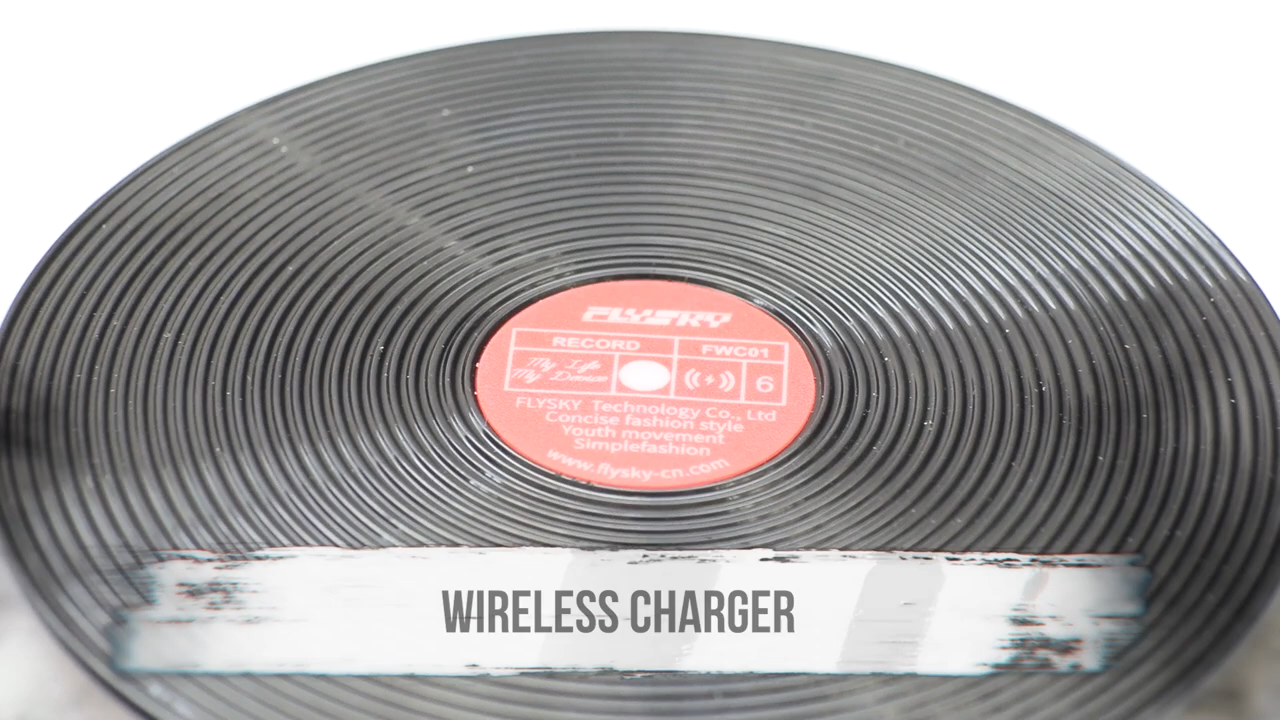 FLYSKY
RECORD FWC01
My Life
My Device 6
FLYSKY Technology Co., Ltd
Concise fashion style
Youth movement
Simplefashion
www.flysky-cn.com
WIRELESS CHARGER